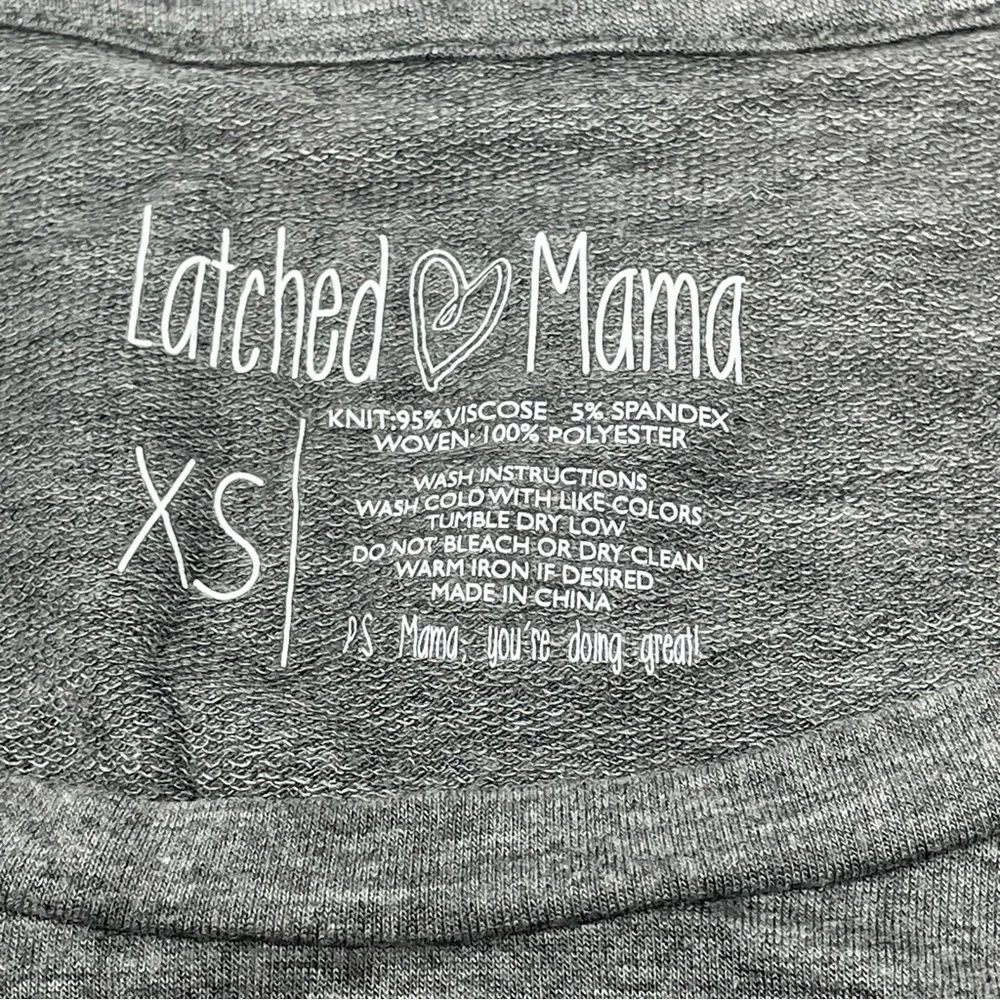 Latched Mama
XS
KNIT:95% VISCOSE 5% SPANDEX
WOVEN: 100% POLYESTER
WASH INSTRUCTIONS
WASH COLD WITH LIKE COLORS
TUMBLE DRY LOW
DO NOT BLEACH OR DRY CLEAN
WARM IRON IF DESIRED
MADE IN CHINA
PS Mama; you're doing great!